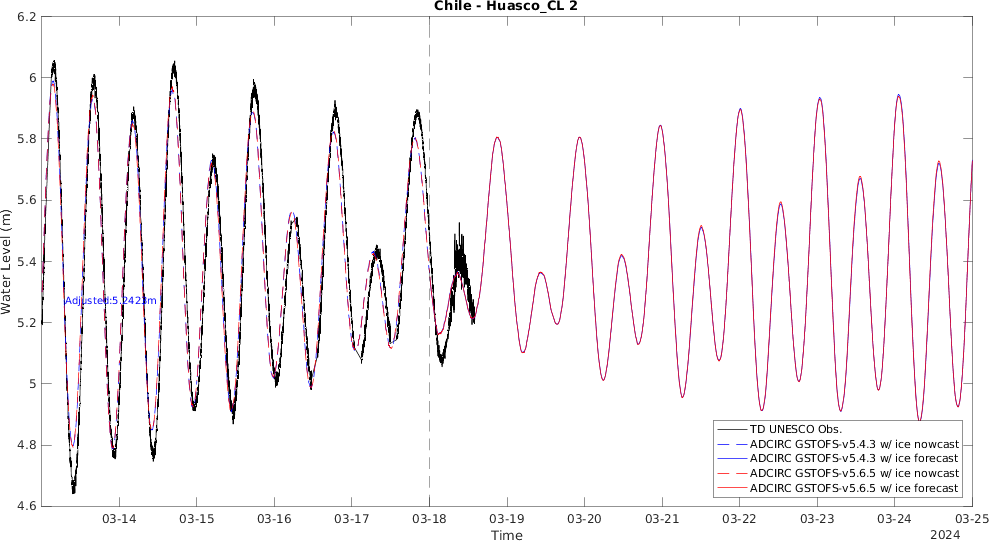 Chile - Huasco_CL 2
6.2
6
5.8
5.6
5.4
5.2
5
4.8
4.6
Water Level (m)
Adjusted:5.2423m
TD UNESCO Obs.
ADCIRC GSTOFS-v5.4.3 w/ ice nowcast
ADCIRC GSTOFS-v5.4.3 w/ ice forecast
ADCIRC GSTOFS-v5.6.5 w/ ice nowcast
ADCIRC GSTOFS-v5.6.5 w/ ice forecast
03-14 03-15 03-16 03-17 03-18 03-19 03-20 03-21 03-22 03-23 03-24 03-25
Time
2024